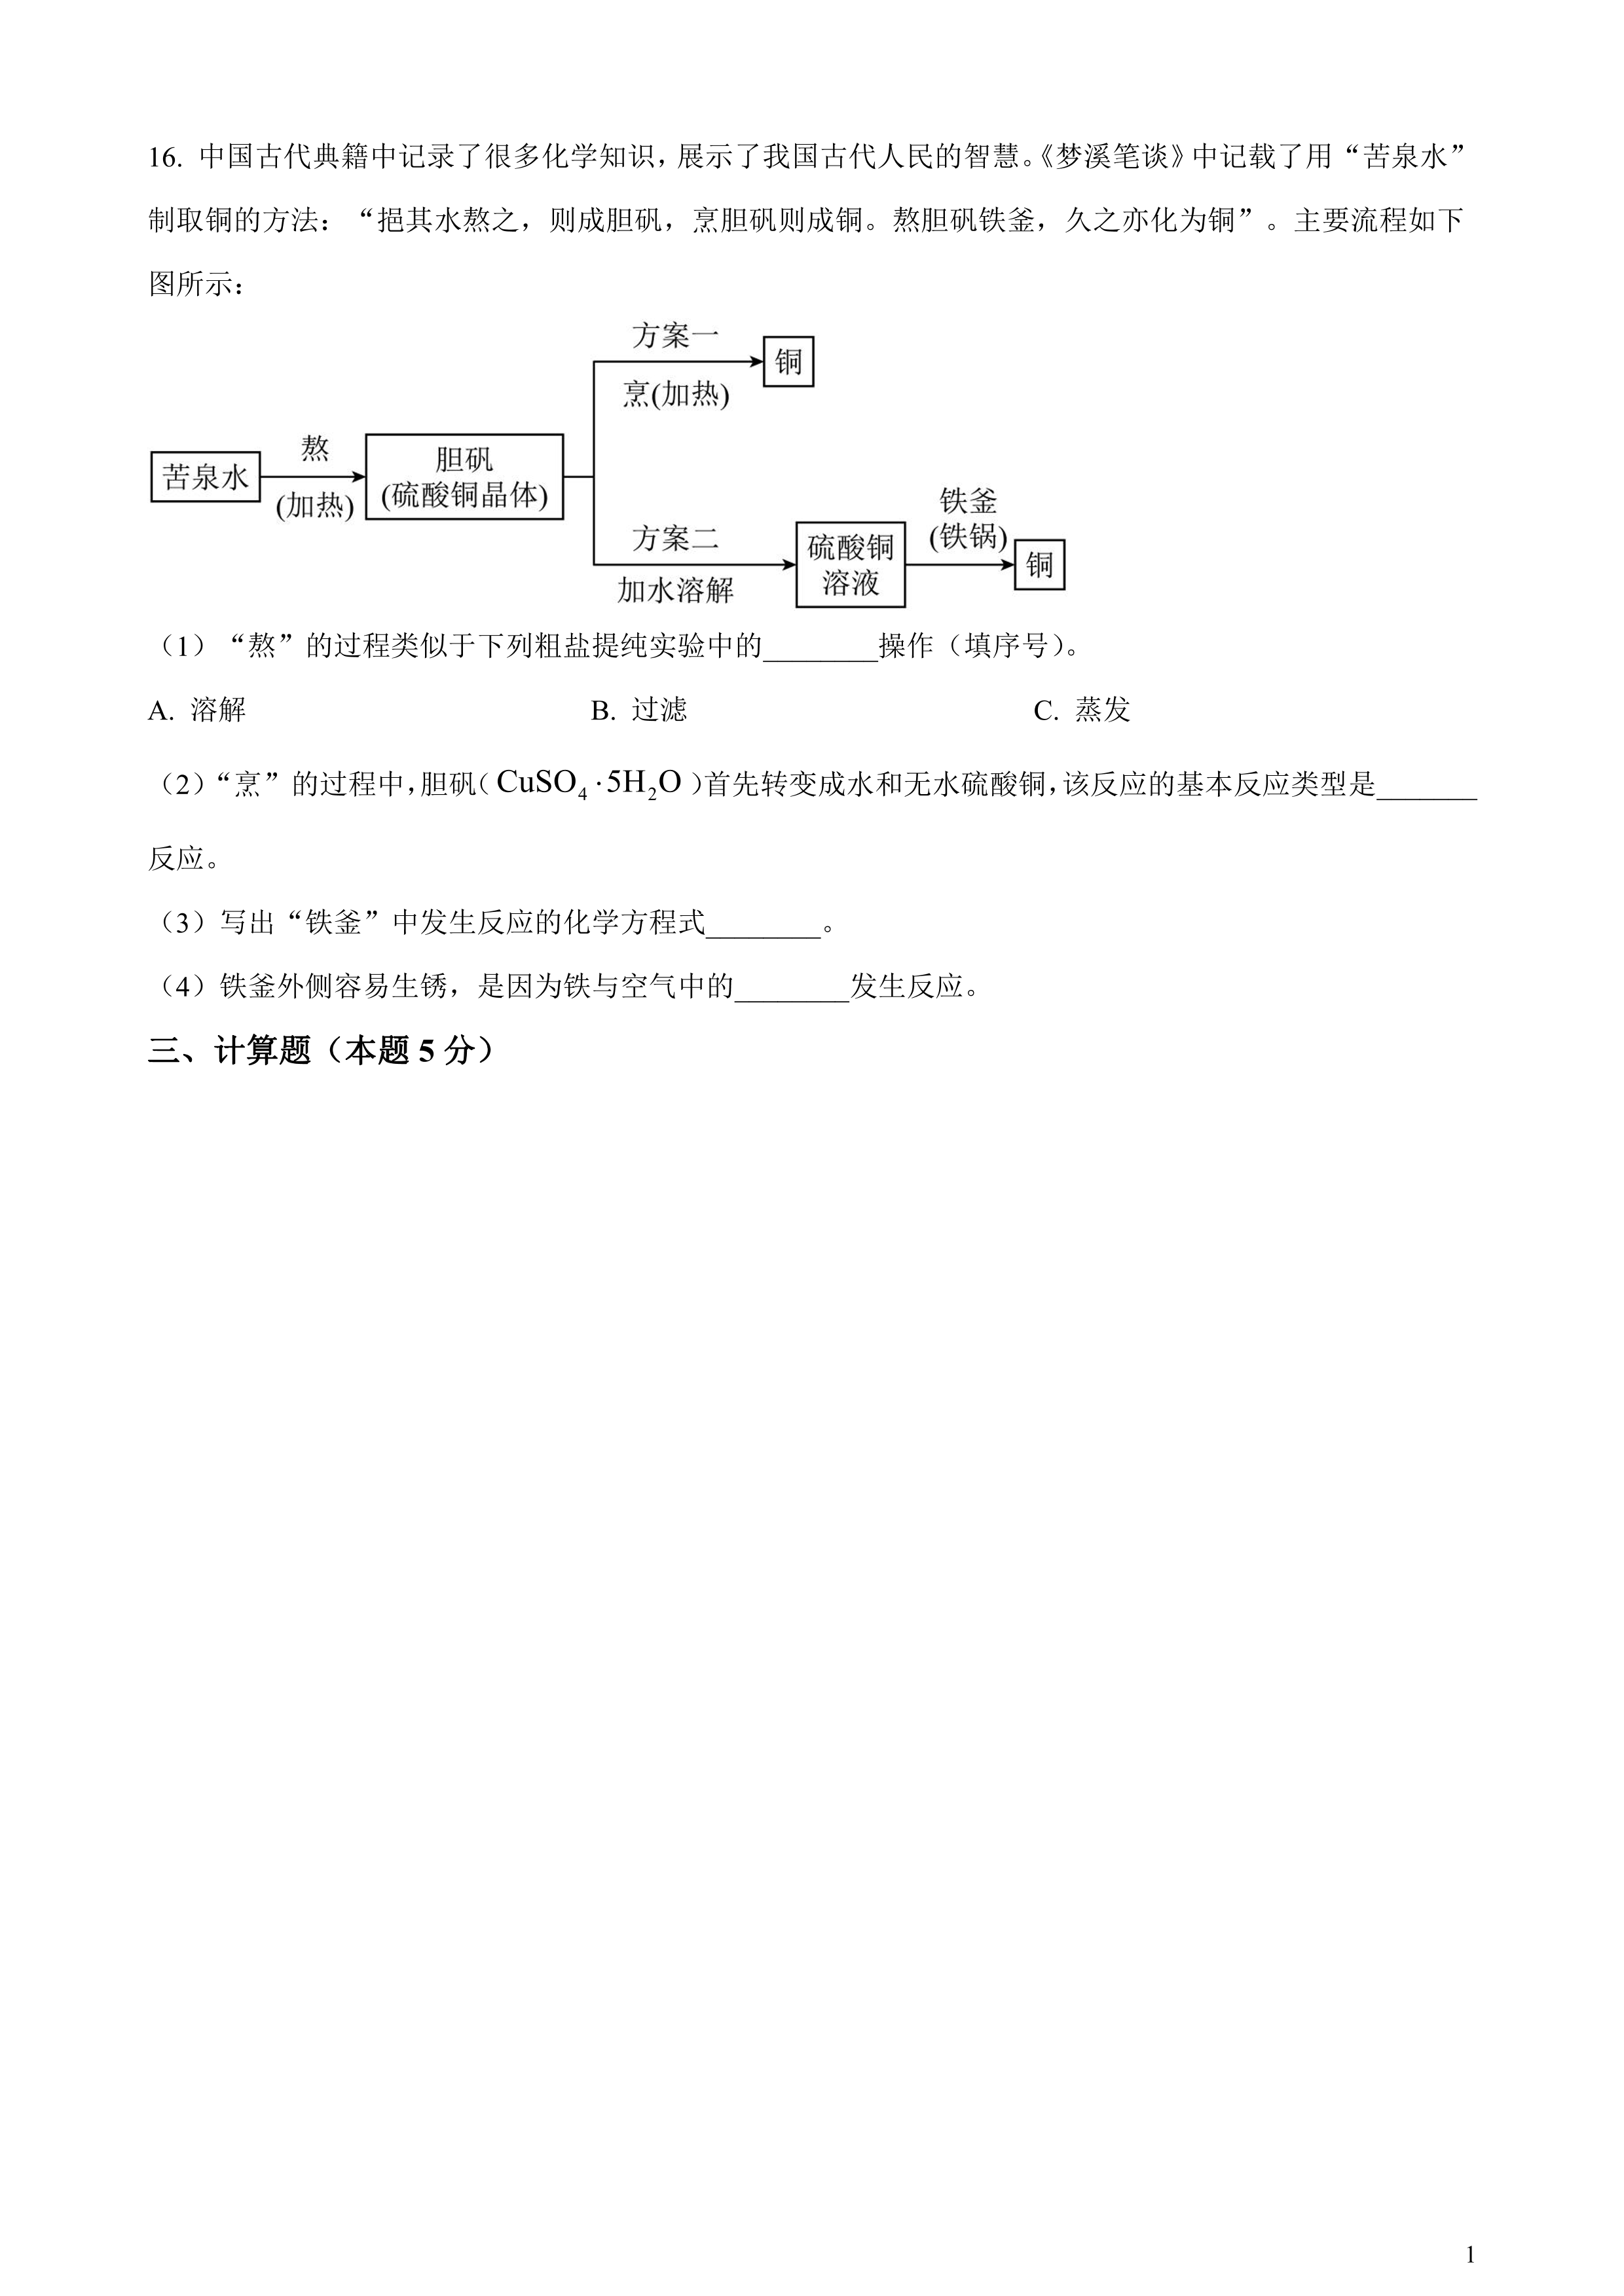 16. 中国古代典籍中记录了很多化学知识，展示了我国古代人民的智慧。《梦溪笔谈》中记载了用“苦泉水”
制取铜的方法：“挹其水熬之，则成胆矾，烹胆矾则成铜。熬胆矾铁釜，久之亦化为铜”。主要流程如下
图所示：
方案一
铜
烹(加热)
熬
苦泉水
(加热)
胆矾
(硫酸铜晶体)
方案二
加水溶解
硫酸铜
溶液
铁釜
(铁锅)
铜
（1）“熬”的过程类似于下列粗盐提纯实验中的________操作（填序号）。
A. 溶解 B. 过滤 C. 蒸发
（2）“烹”的过程中，胆矾（CuSO₄·5H₂O）首先转变成水和无水硫酸铜，该反应的基本反应类型是_______
反应。
（3）写出“铁釜”中发生反应的化学方程式________。
（4）铁釜外侧容易生锈，是因为铁与空气中的________发生反应。
三、计算题（本题 5 分）
1